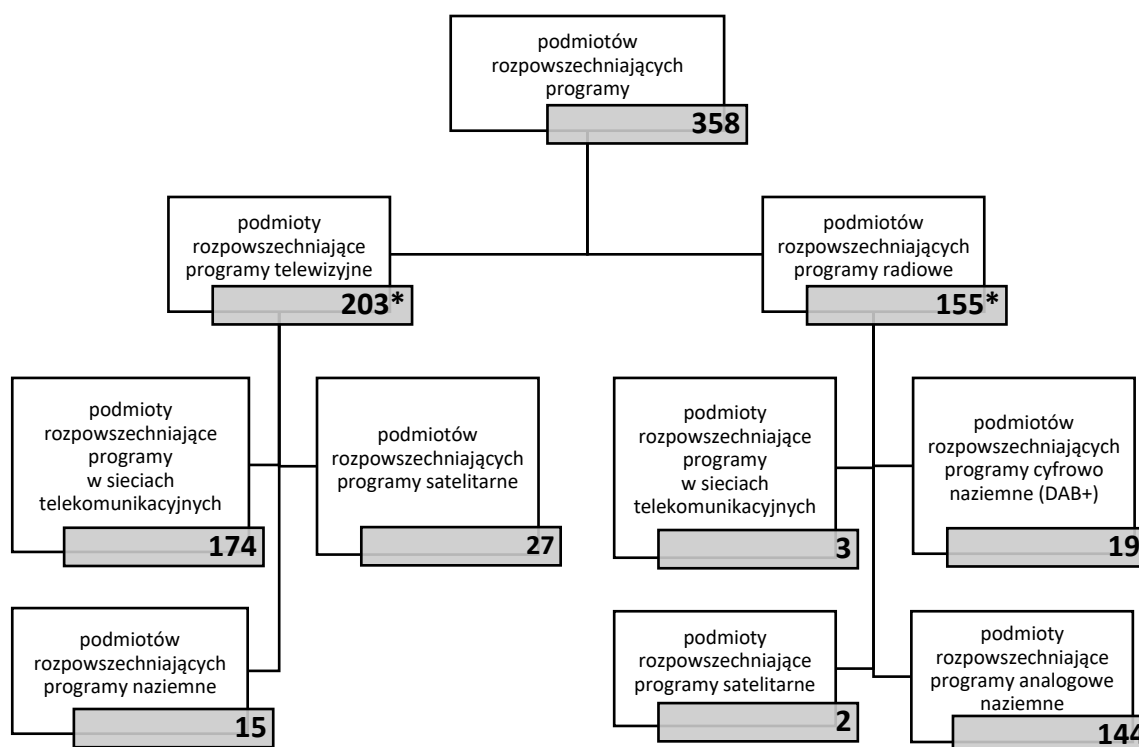 podmiotów
rozpowszechniających
programy
358
podmioty
rozpowszechniające
programy telewizyjne
203*
podmiotów
rozpowszechniających
programy radiowe
155*
podmioty
rozpowszechniające
programy
w sieciach
telekomunikacyjnych
174
podmiotów
rozpowszechniających
programy satelitarne
27
podmioty
rozpowszechniające
programy
w sieciach
telekomunikacyjnych
3
podmiotów
rozpowszechniających
programy cyfrowo
naziemne (DAB+)
19
podmiotów
rozpowszechniających
programy naziemne
15
podmioty
rozpowszechniające
programy satelitarne
2
podmioty
rozpowszechniające
programy analogowe
naziemne
144